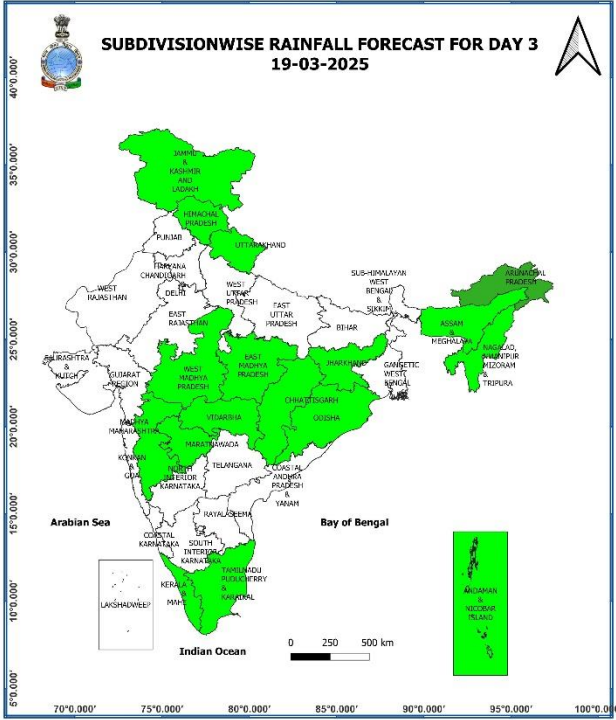 SUBDIVISIONWISE RAINFALL FORECAST FOR DAY 3
19-03-2025
40°0.000'
35°0.000'
30°0.000'
25°0.000'
20°0.000'
15°0.000'
10°0.000'
5°0.000'
JAMMU
&
KASHMIR
AND
LADAKH
HIMACHAL
PRADESH
PUNJAB
UTTARAKHAND
HARYANA
CHANDIGARH
&
DELHI
WEST
RAJASTHAN
WEST
UTTAR
PRADESH
EAST
RAJASTHAN
EAST
UTTAR
PRADESH
SUB-HIMALAYAN
WEST
BENGAL
&
SIKKIM
ARUNACHAL
PRADESH
BIHAR
ASSAM
&
MEGHALAYA
NAGALAD,
MANIPUR
MIZORAM
&
TRIPURA
SAURASHTRA
&
KUTCH
GUJARAT
REGION
WEST
MADHYA
PRADESH
EAST
MADHYA
PRADESH
JHARKHAND
GANGETIC
WEST
BENGAL
CHHATTISGARH
ODISHA
VIDARBHA
MADHYA
MAHARASHTRA
MARATHAWADA
KONKAN
&
GOA
NORTH
INTERIOR
KARNATAKA
TELANGANA
COASTAL
ANDHRA
PRADESH
&
YANAM
RAYALASEEMA
Arabian Sea
Bay of Bengal
COASTAL
KARNATAKA
SOUTH
INTERIOR
KARNATAKA
TAMILNADU
PUDUCHERRY
&
KARAIKAL
KERALA
&
MAHE
LAKSHADWEEP
ANDAMAN
&
NICOBAR
ISLAND
0 250 500 km
Indian Ocean
70°0.000' 75°0.000' 80°0.000' 85°0.000' 90°0.000' 95°0.000' 100°0.0